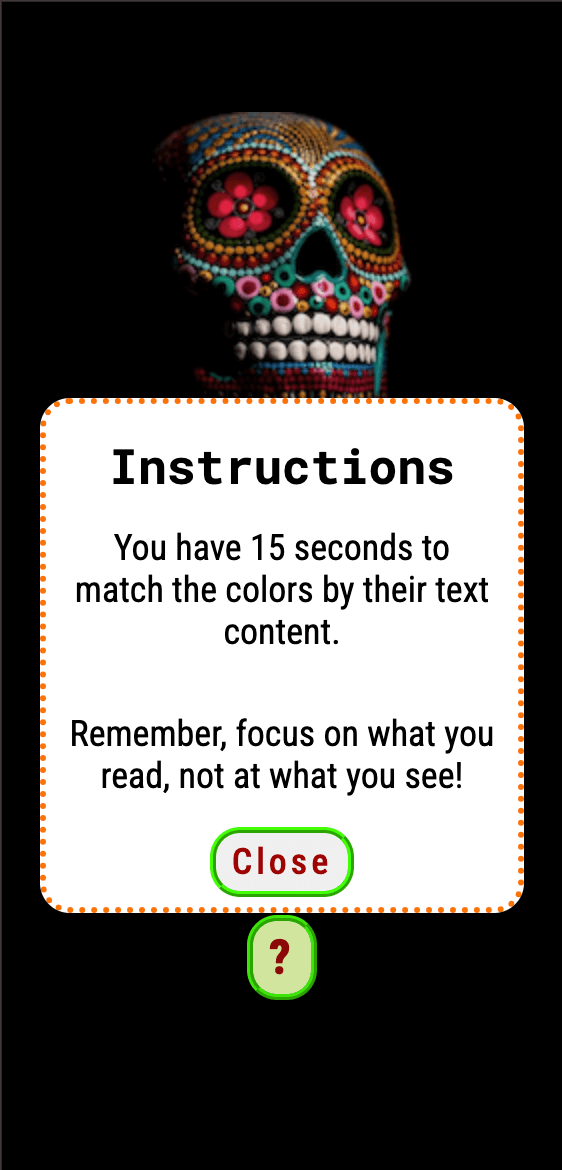 Instructions
You have 15 seconds to
match the colors by their text
content.
Remember, focus on what you
read, not at what you see!
Close
?